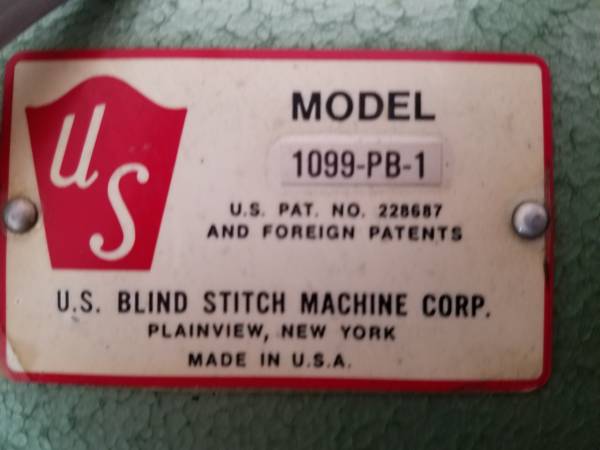 US
MODEL
1099-PB-1
U.S. PAT. NO. 228687
AND FOREIGN PATENTS
U.S. BLIND STITCH MACHINE CORP.
PLAINVIEW, NEW YORK
MADE IN U.S.A.